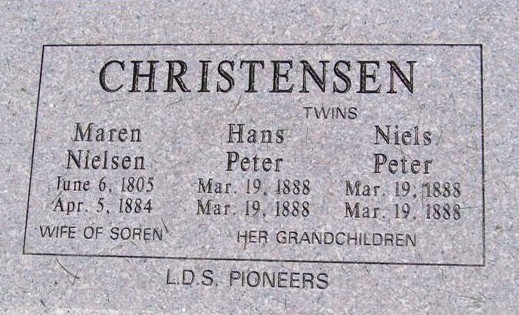 CHRISTENSEN
TWINS
Maren Hans Niels
Nielsen Peter Peter
June 6, 1805 Mar. 19, 1888 Mar. 19, 1888
Apr. 5, 1884 Mar. 19, 1888 Mar. 19, 1888
WIFE OF SOREN HER GRANDCHILDREN
L.D.S. PIONEERS